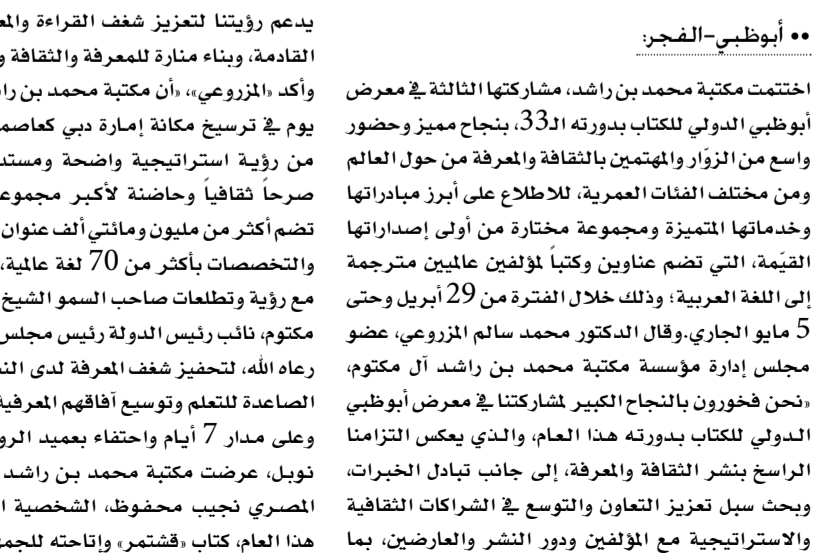 •• أبوظبي-الفجر:
اختتمت مكتبة محمد بن راشد، مشاركتها الثالثة في معرض
أبوظبي الدولي للكتاب بدورته الـ33، بنجاح مميز وحضور
واسع من الزوّار والمهتمين بالثقافة والمعرفة من حول العالم
ومن مختلف الفئات العمرية، للاطلاع على أبرز مبادراتها
وخدماتها المتميزة ومجموعة مختارة من أولى إصداراتها
القيّمة، التي تضم عناوين وكتباً لمؤلفين عالميين مترجمة
إلى اللغة العربية؛ وذلك خلال الفترة من 29 أبريل وحتى
5 مايو الجاري.وقال الدكتور محمد سالم المزروعي، عضو
مجلس إدارة مؤسسة مكتبة محمد بن راشد آل مكتوم،
«نحن فخورون بالنجاح الكبير لمشاركتنا في معرض أبوظبي
الدولي للكتاب بدورته هذا العام، والذي يعكس التزامنا
الراسخ بنشر الثقافة والمعرفة، إلى جانب تبادل الخبرات،
وبحث سبل تعزيز التعاون والتوسع في الشراكات الثقافية
والاستراتيجية مع المؤلفين ودور النشر والعارضين، بما
يدعم رؤيتنا لتعزيز شغف القراءة
القادمة، وبناء منارة للمعرفة والثقافة
وأكد «المزروعي»، «أن مكتبة محمد بن
يوم في ترسيخ مكانة إمارة دبي
من رؤية استراتيجية واضحة
صرحاً ثقافياً وحاضنة لأكبر
تضم أكثر من مليون ومائتي ألف عنوان
والتخصصات بأكثر من 70 لغة عالمية،
مع رؤية وتطلعات صاحب السمو الشيخ
مكتوم، نائب رئيس الدولة رئيس مجلس
رعاه الله، لتحفيز شغف المعرفة لدى
الصاعدة للتعلم وتوسيع آفاقهم المعرفية
وعلى مدار 7 أيام واحتفاء بعميد
نوبل، عرضت مكتبة محمد بن راشد
المصري نجيب محفوظ، الشخصية
هذا العام، كتاب «قشتمر» وإتاحته